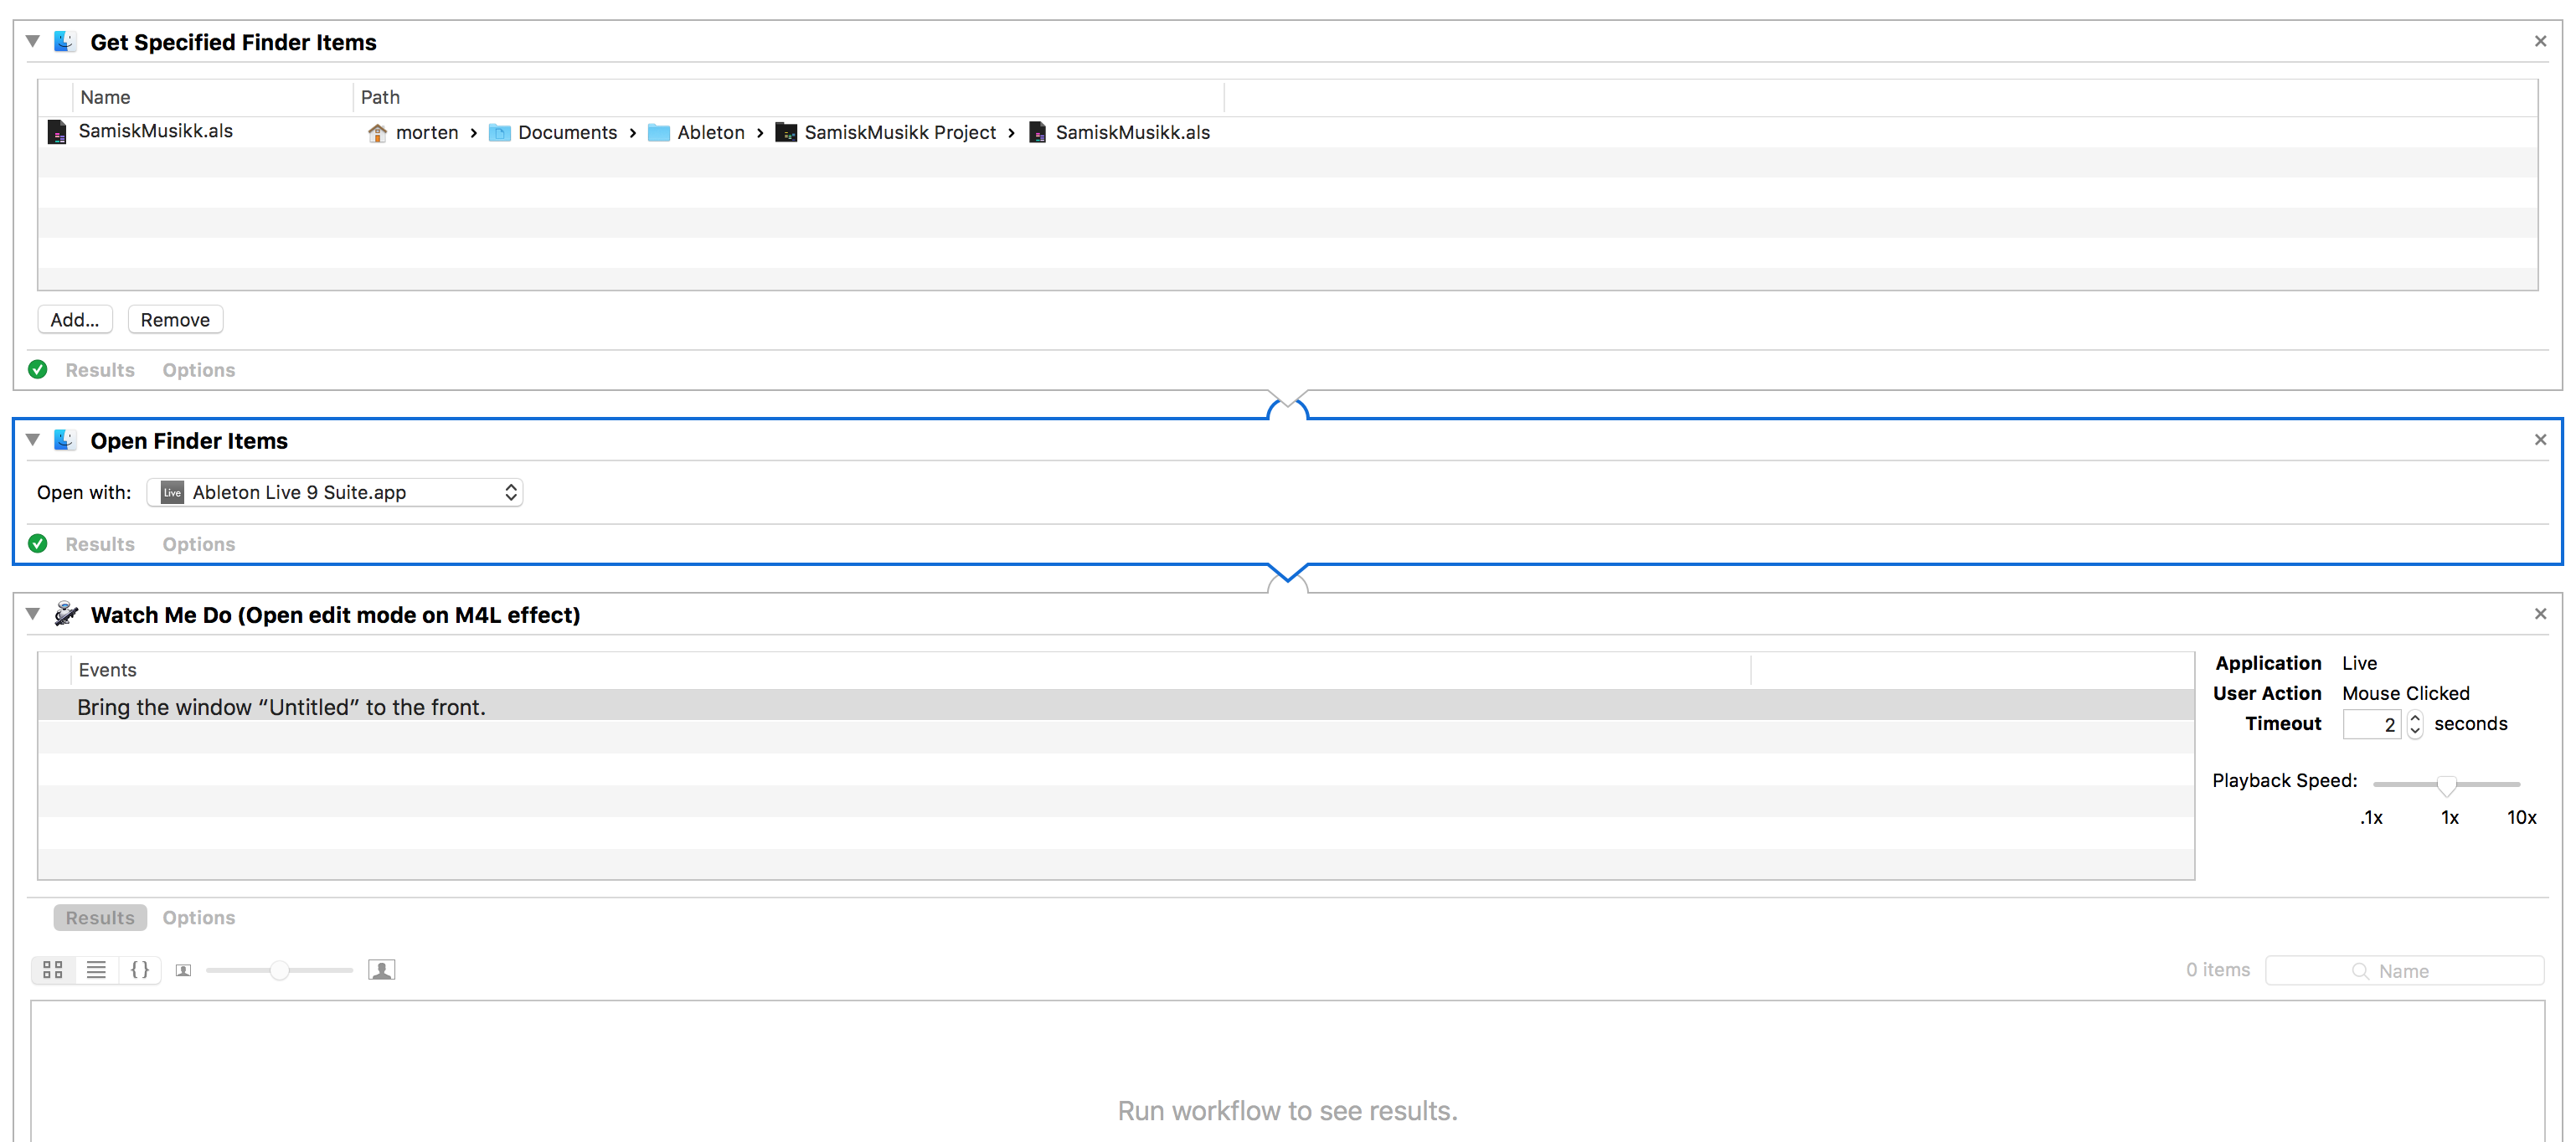 Get Specified Finder Items
Name Path
SamiskMusikk.als morten › Documents › Ableton › SamiskMusikk Project › SamiskMusikk.als
Add... Remove
Results Options
Open Finder Items
Open with: Live Ableton Live 9 Suite.app
Results Options
Watch Me Do (Open edit mode on M4L effect)
Events
Bring the window “Untitled” to the front.
Application Live
User Action Mouse Clicked
Timeout 2 seconds
Playback Speed:
.1x 1x 10x
Results Options
{} 0 items Name
Run workflow to see results.